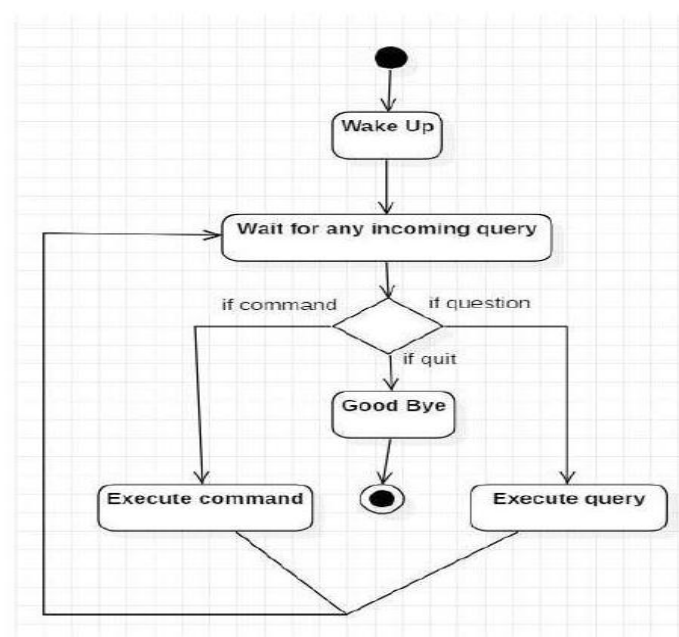 Wake Up
Wait for any incoming query
if command
if question
if quit
Good Bye
Execute command
Execute query